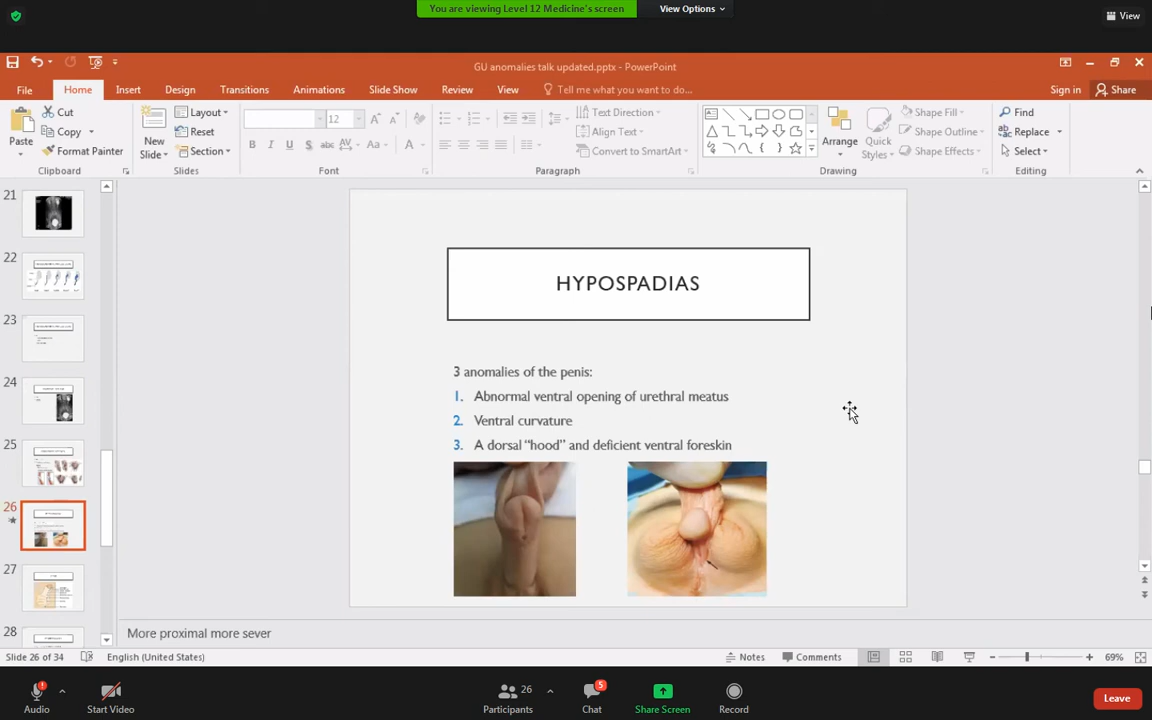 You are viewing Level 12 Medicine's screen
View Options
View
GU anomalies talk updated.pptx - PowerPoint
File
Home
Insert
Design
Transitions
Animations
Slide Show
Review
View
Tell me what you want to do...
Sign in
Share
Paste
Cut
Copy
Format Painter
Clipboard
New Slide
Layout
Reset
Section
Slides
12
Font
Text Direction
Align Text
Convert to SmartArt
Paragraph
Arrange
Quick Styles
Shape Fill
Shape Outline
Shape Effects
Drawing
Find
Replace
Select
Editing
21
22
23
24
25
26
27
28
HYPOSPADIAS
3 anomalies of the penis:
1. Abnormal ventral opening of urethral meatus
2. Ventral curvature
3. A dorsal "hood" and deficient ventral foreskin
More proximal more sever
Slide 26 of 34
English (United States)
Notes
Comments
69%
Audio
Start Video
Participants
26
Chat
5
Share Screen
Record
Leave